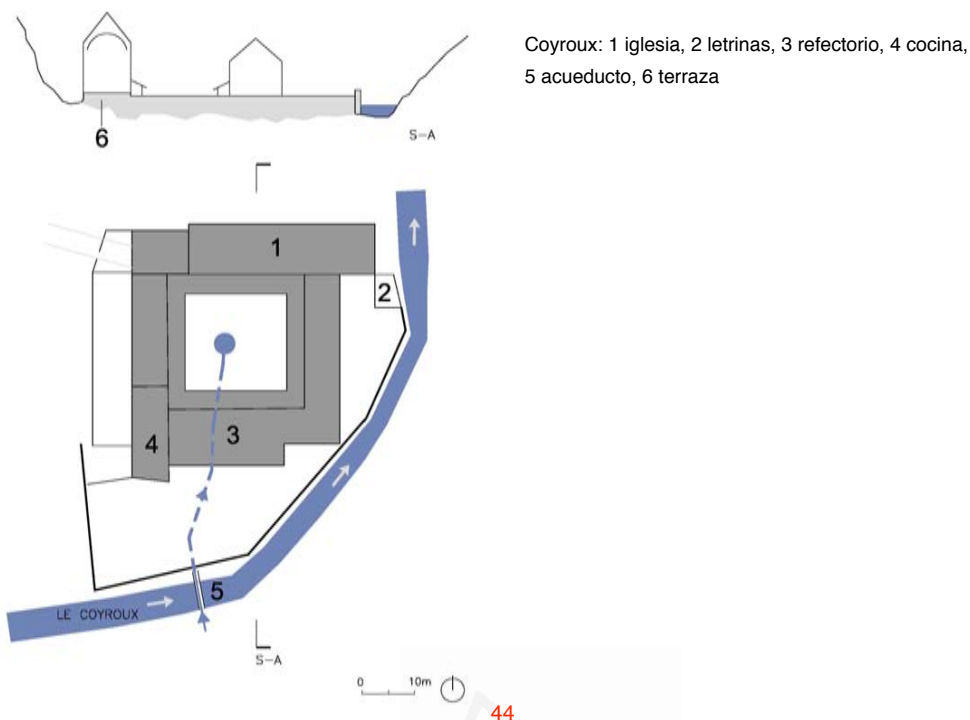 Coyroux: 1 iglesia, 2 letrinas, 3 refectorio, 4 cocina,
5 acueducto, 6 terraza
6
S-A
1
2
3
4
5
LE COYROUX
S-A
0 10m
44